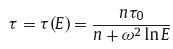 τ = τ(E) = nτ₀ / (n + ω² ln E)